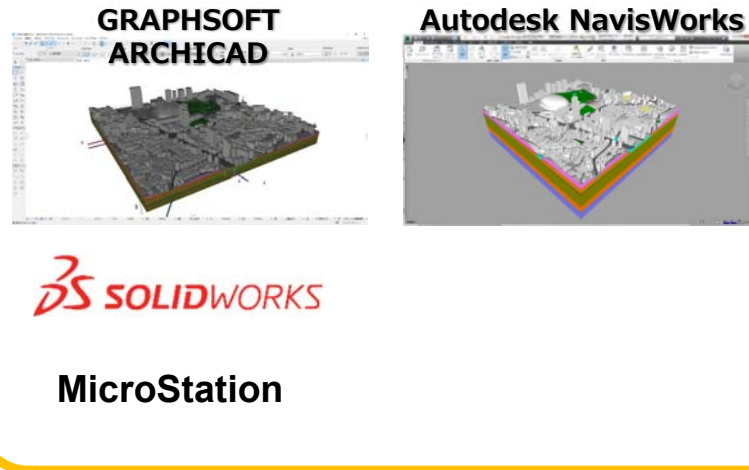 GRAPHSOFT
ARCHICAD
Autodesk NavisWorks
SOLIDWORKS
MicroStation